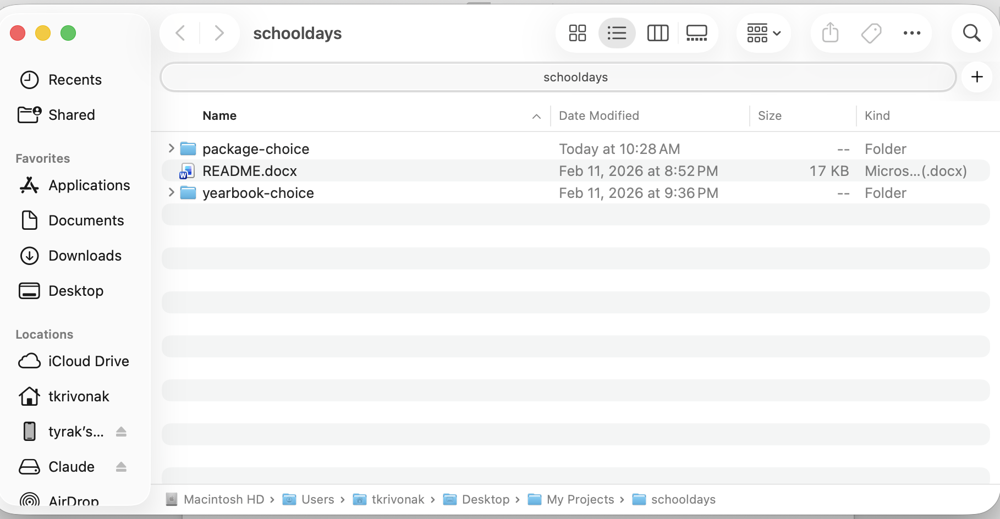 schooldays
schooldays
Recents
Shared
Favorites
Applications
Documents
Downloads
Desktop
Locations
iCloud Drive
tkrivonak
tyrak’s...
Claude
AirDrop
Name Date Modified Size Kind
package-choice Today at 10:28 AM -- Folder
W README.docx Feb 11, 2026 at 8:52 PM 17 KB Micros...(.docx)
yearbook-choice Feb 11, 2026 at 9:36 PM -- Folder
Macintosh HD › Users › tkrivonak › Desktop › My Projects › schooldays